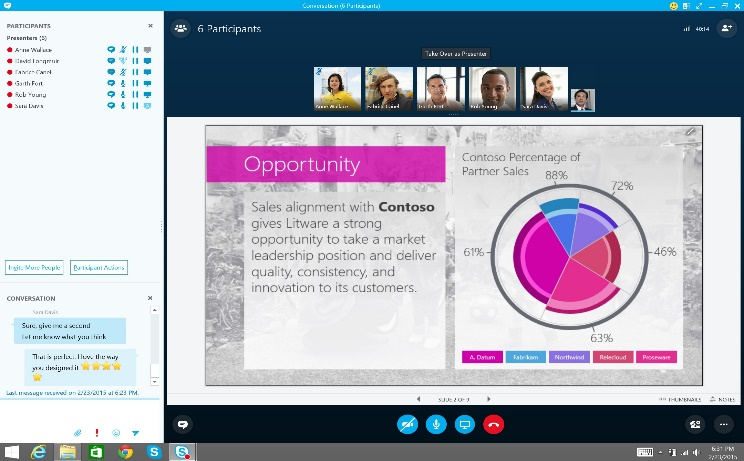 Conversation (6 Participants)
PARTICIPANTS
Presenters (6)
Anne Wallace
David Longmuir
Fabrice Canel
Garth Fort
Rob Young
Sara Davis
Invite More People
Participant Actions
CONVERSATION
Sara Davis
Sure, give me a second
Let me know what you think
That is perfect. I love the way
you designed it
Last message received on 2/23/2015 at 6:23 PM.
6 Participants
40:14
Take Over as Presenter
Anne Wallace
Fabrice Canel
Garth Fort
Rob Young
Sara Davis
Opportunity
Sales alignment with Contoso
gives Litware a strong
opportunity to take a market
leadership position and deliver
quality, consistency, and
innovation to its customers.
Contoso Percentage of
Partner Sales
88%
72%
61%
46%
63%
A. Datum
Fabrikam
Northwind
Relecloud
Proseware
SLIDE 2 OF 9
THUMBNAILS
NOTES
6:31 PM
2/23/2015